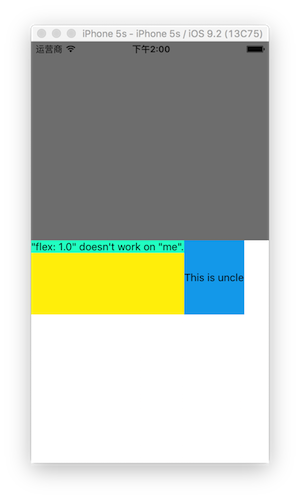 iPhone 5s - iPhone 5s / iOS 9.2 (13C75)
运营商 下午2:00
"flex: 1.0" doesn't work on "me".
This is uncle